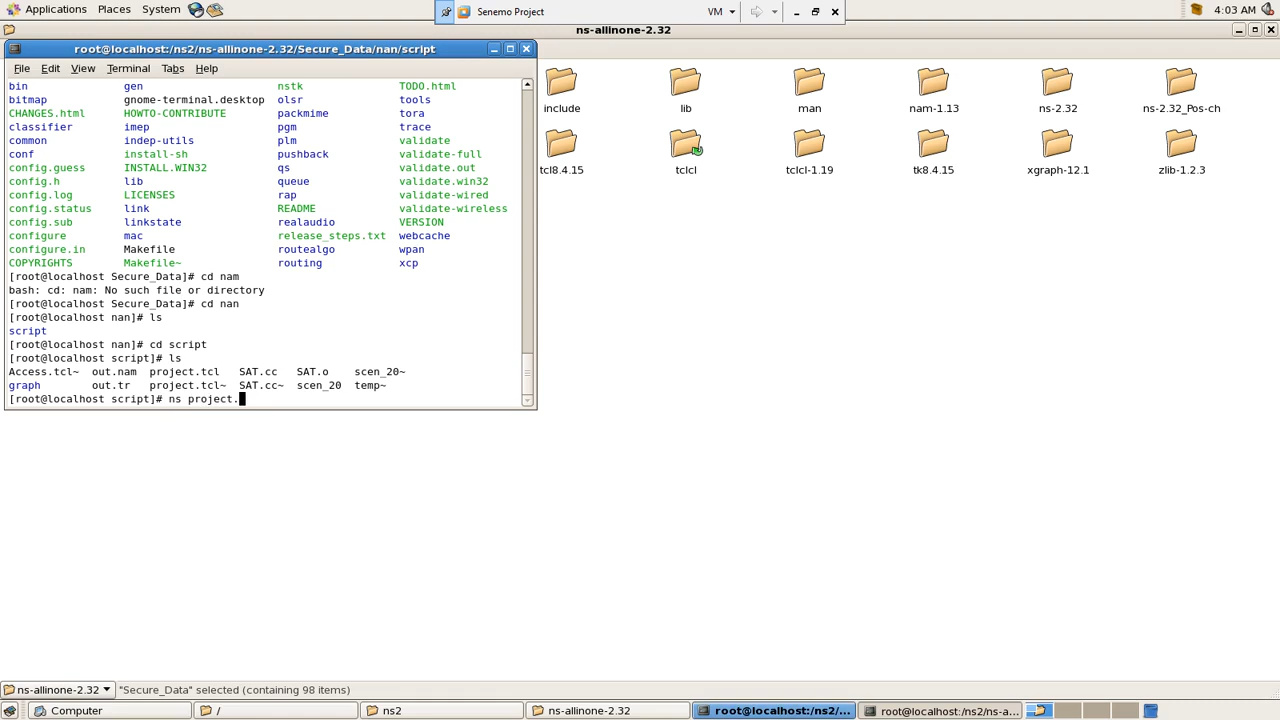 Applications Places System
Senemo Project
VM
4:03 AM
ns-allinone-2.32
root@localhost:/ns2/ns-allinone-2.32/Secure_Data/nan/script
File Edit View Terminal Tabs Help
bin gen nstk TODO.html
bitmap gnome-terminal.desktop olsr tools
CHANGES.html HOWTO-CONTRIBUTE packmime tora
classifier imep pgm trace
common indep-utils plm validate
conf install-sh pushback validate-full
config.guess INSTALL.WIN32 qs validate.out
config.h lib queue validate.win32
config.log LICENSES rap validate-wired
config.status link README validate-wireless
config.sub linkstate realaudio VERSION
configure mac release_steps.txt webcache
configure.in Makefile routealgo wpan
COPYRIGHTS Makefile~ routing xcp
[root@localhost Secure_Data]# cd nam
bash: cd: nam: No such file or directory
[root@localhost Secure_Data]# cd nan
[root@localhost nan]# ls
script
[root@localhost nan]# cd script
[root@localhost script]# ls
Access.tcl~ out.nam project.tcl SAT.cc SAT.o scen_20~
graph out.tr project.tcl~ SAT.cc~ scen_20 temp~
[root@localhost script]# ns project.
include lib man nam-1.13 ns-2.32 ns-2.32_Pos-ch
tcl8.4.15 tclcl tclcl-1.19 tk8.4.15 xgraph-12.1 zlib-1.2.3
ns-allinone-2.32 "Secure_Data" selected (containing 98 items)
Computer / ns2 ns-allinone-2.32 root@localhost:/ns2/... root@localhost:/ns2/ns-a...